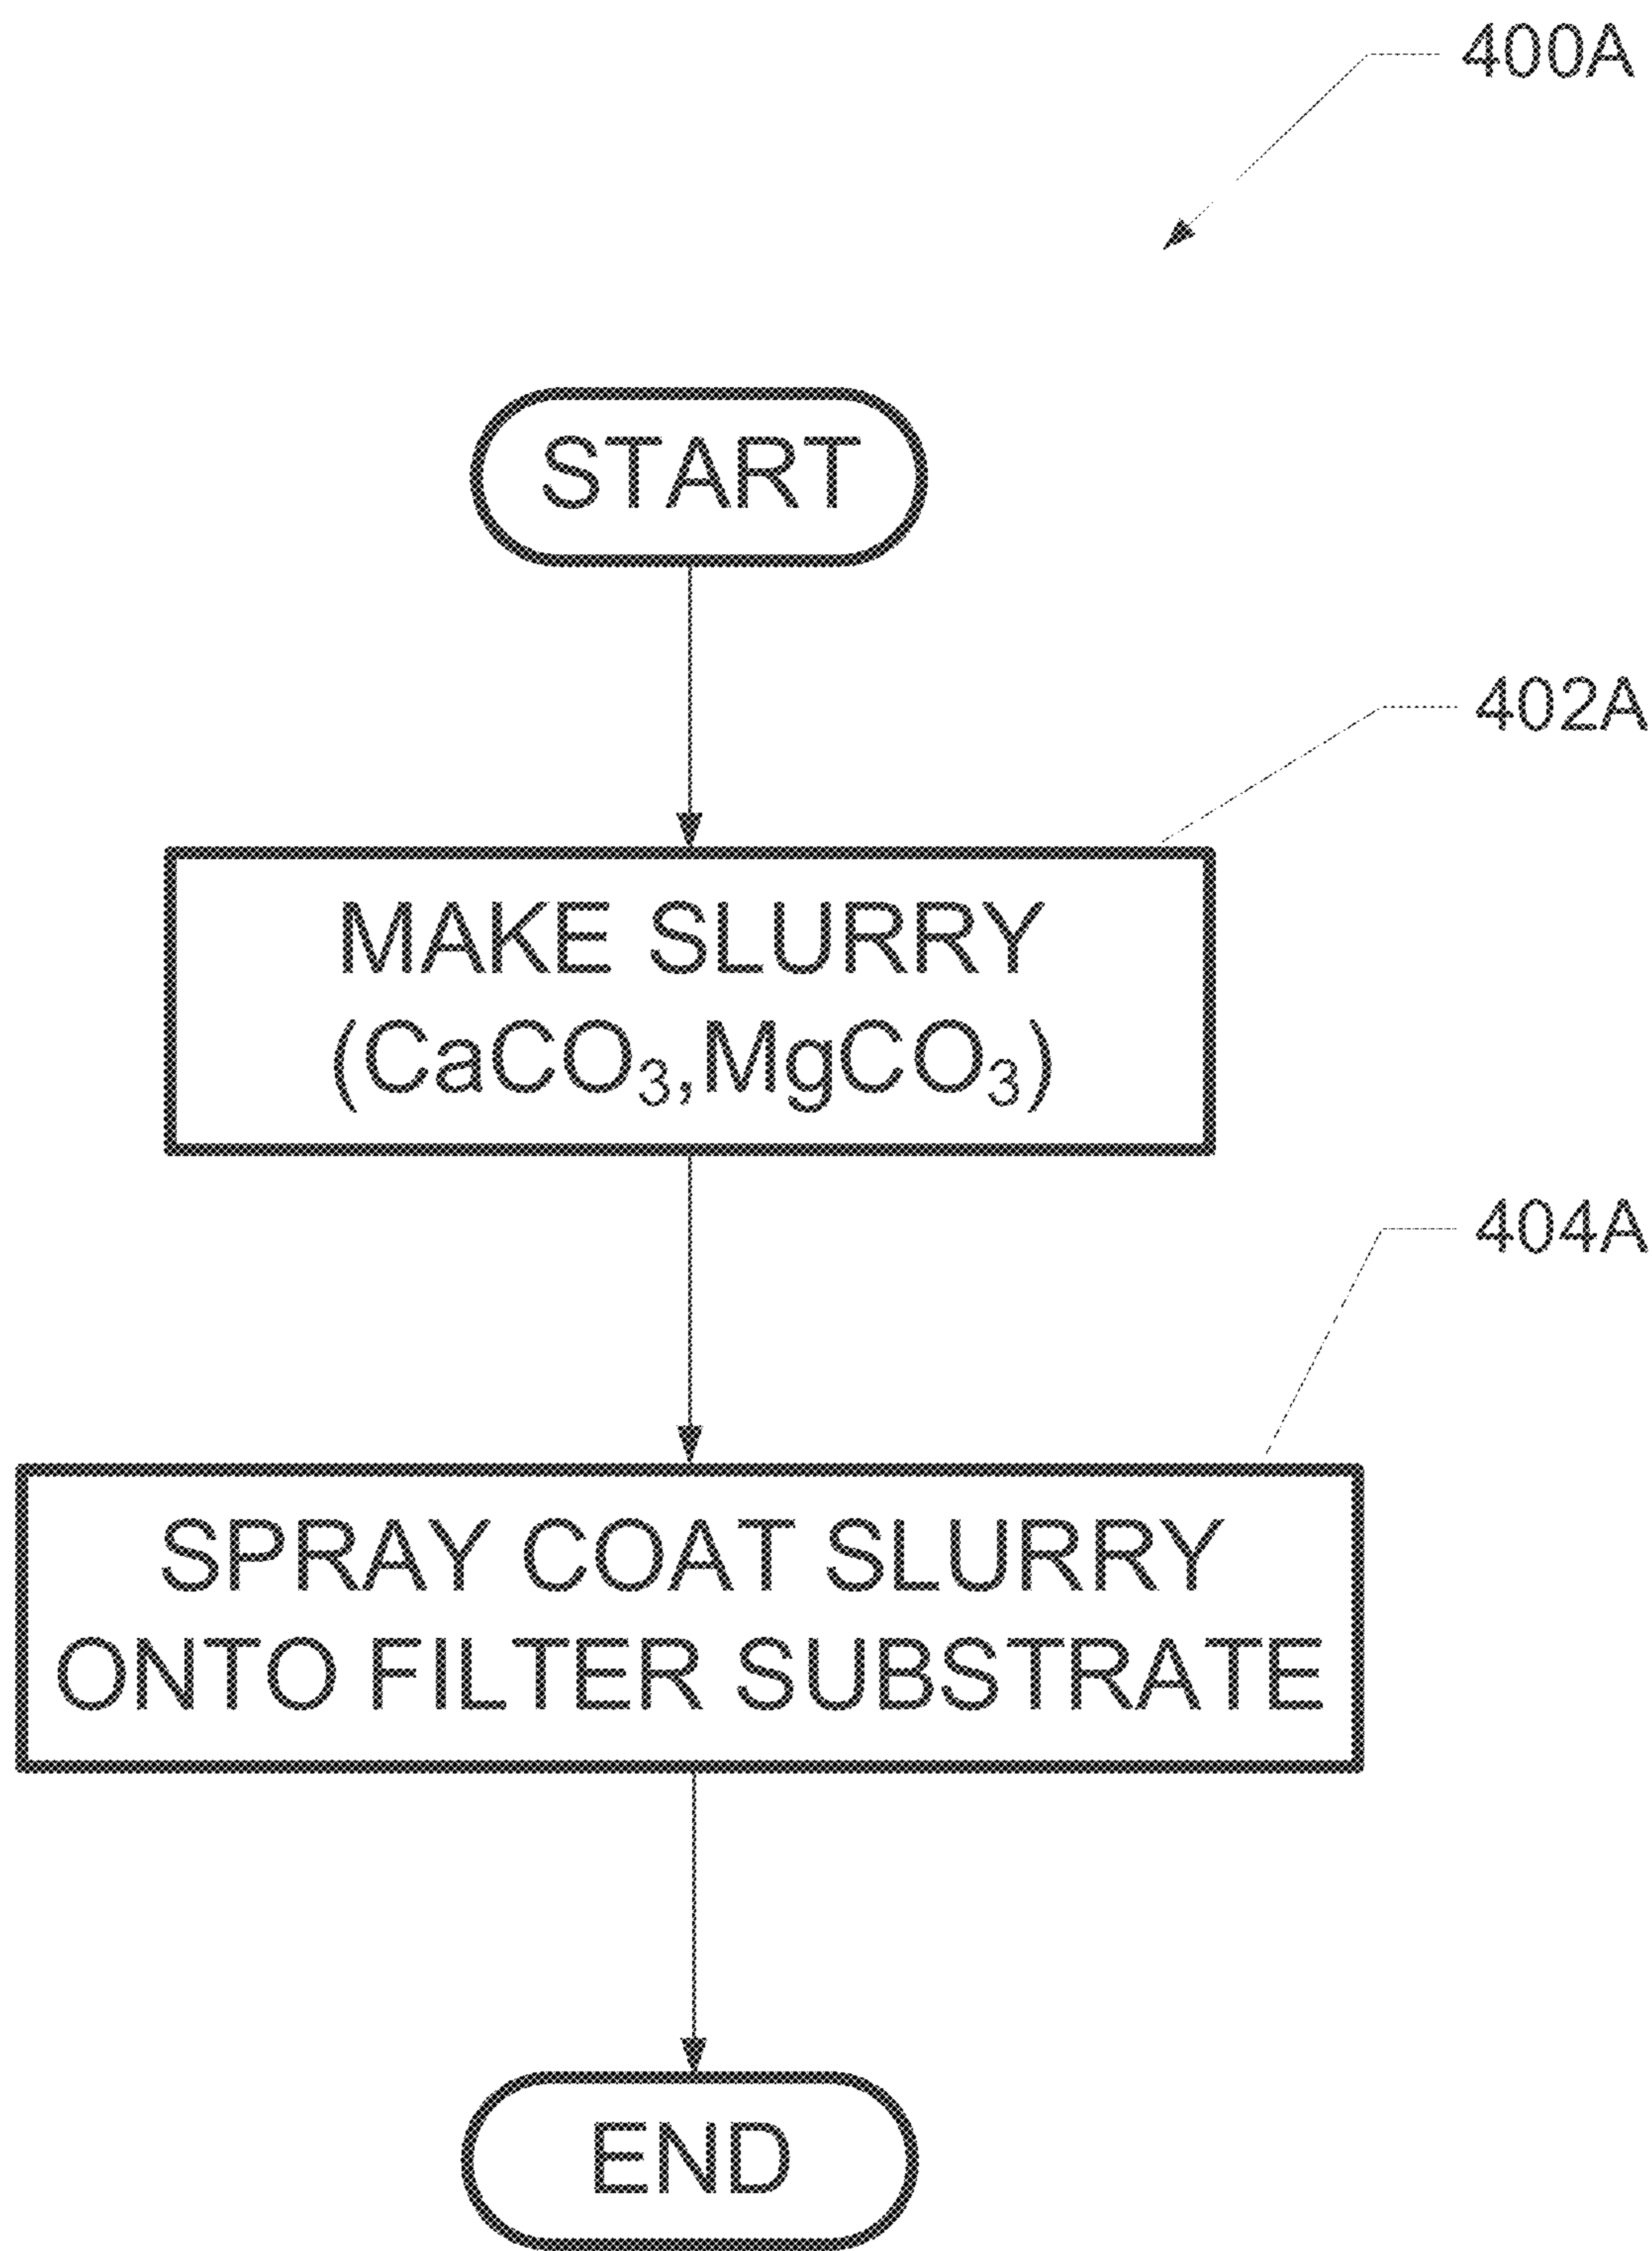 400A
START
402A
MAKE SLURRY
(CaCO₃,MgCO₃)
404A
SPRAY COAT SLURRY
ONTO FILTER SUBSTRATE
END